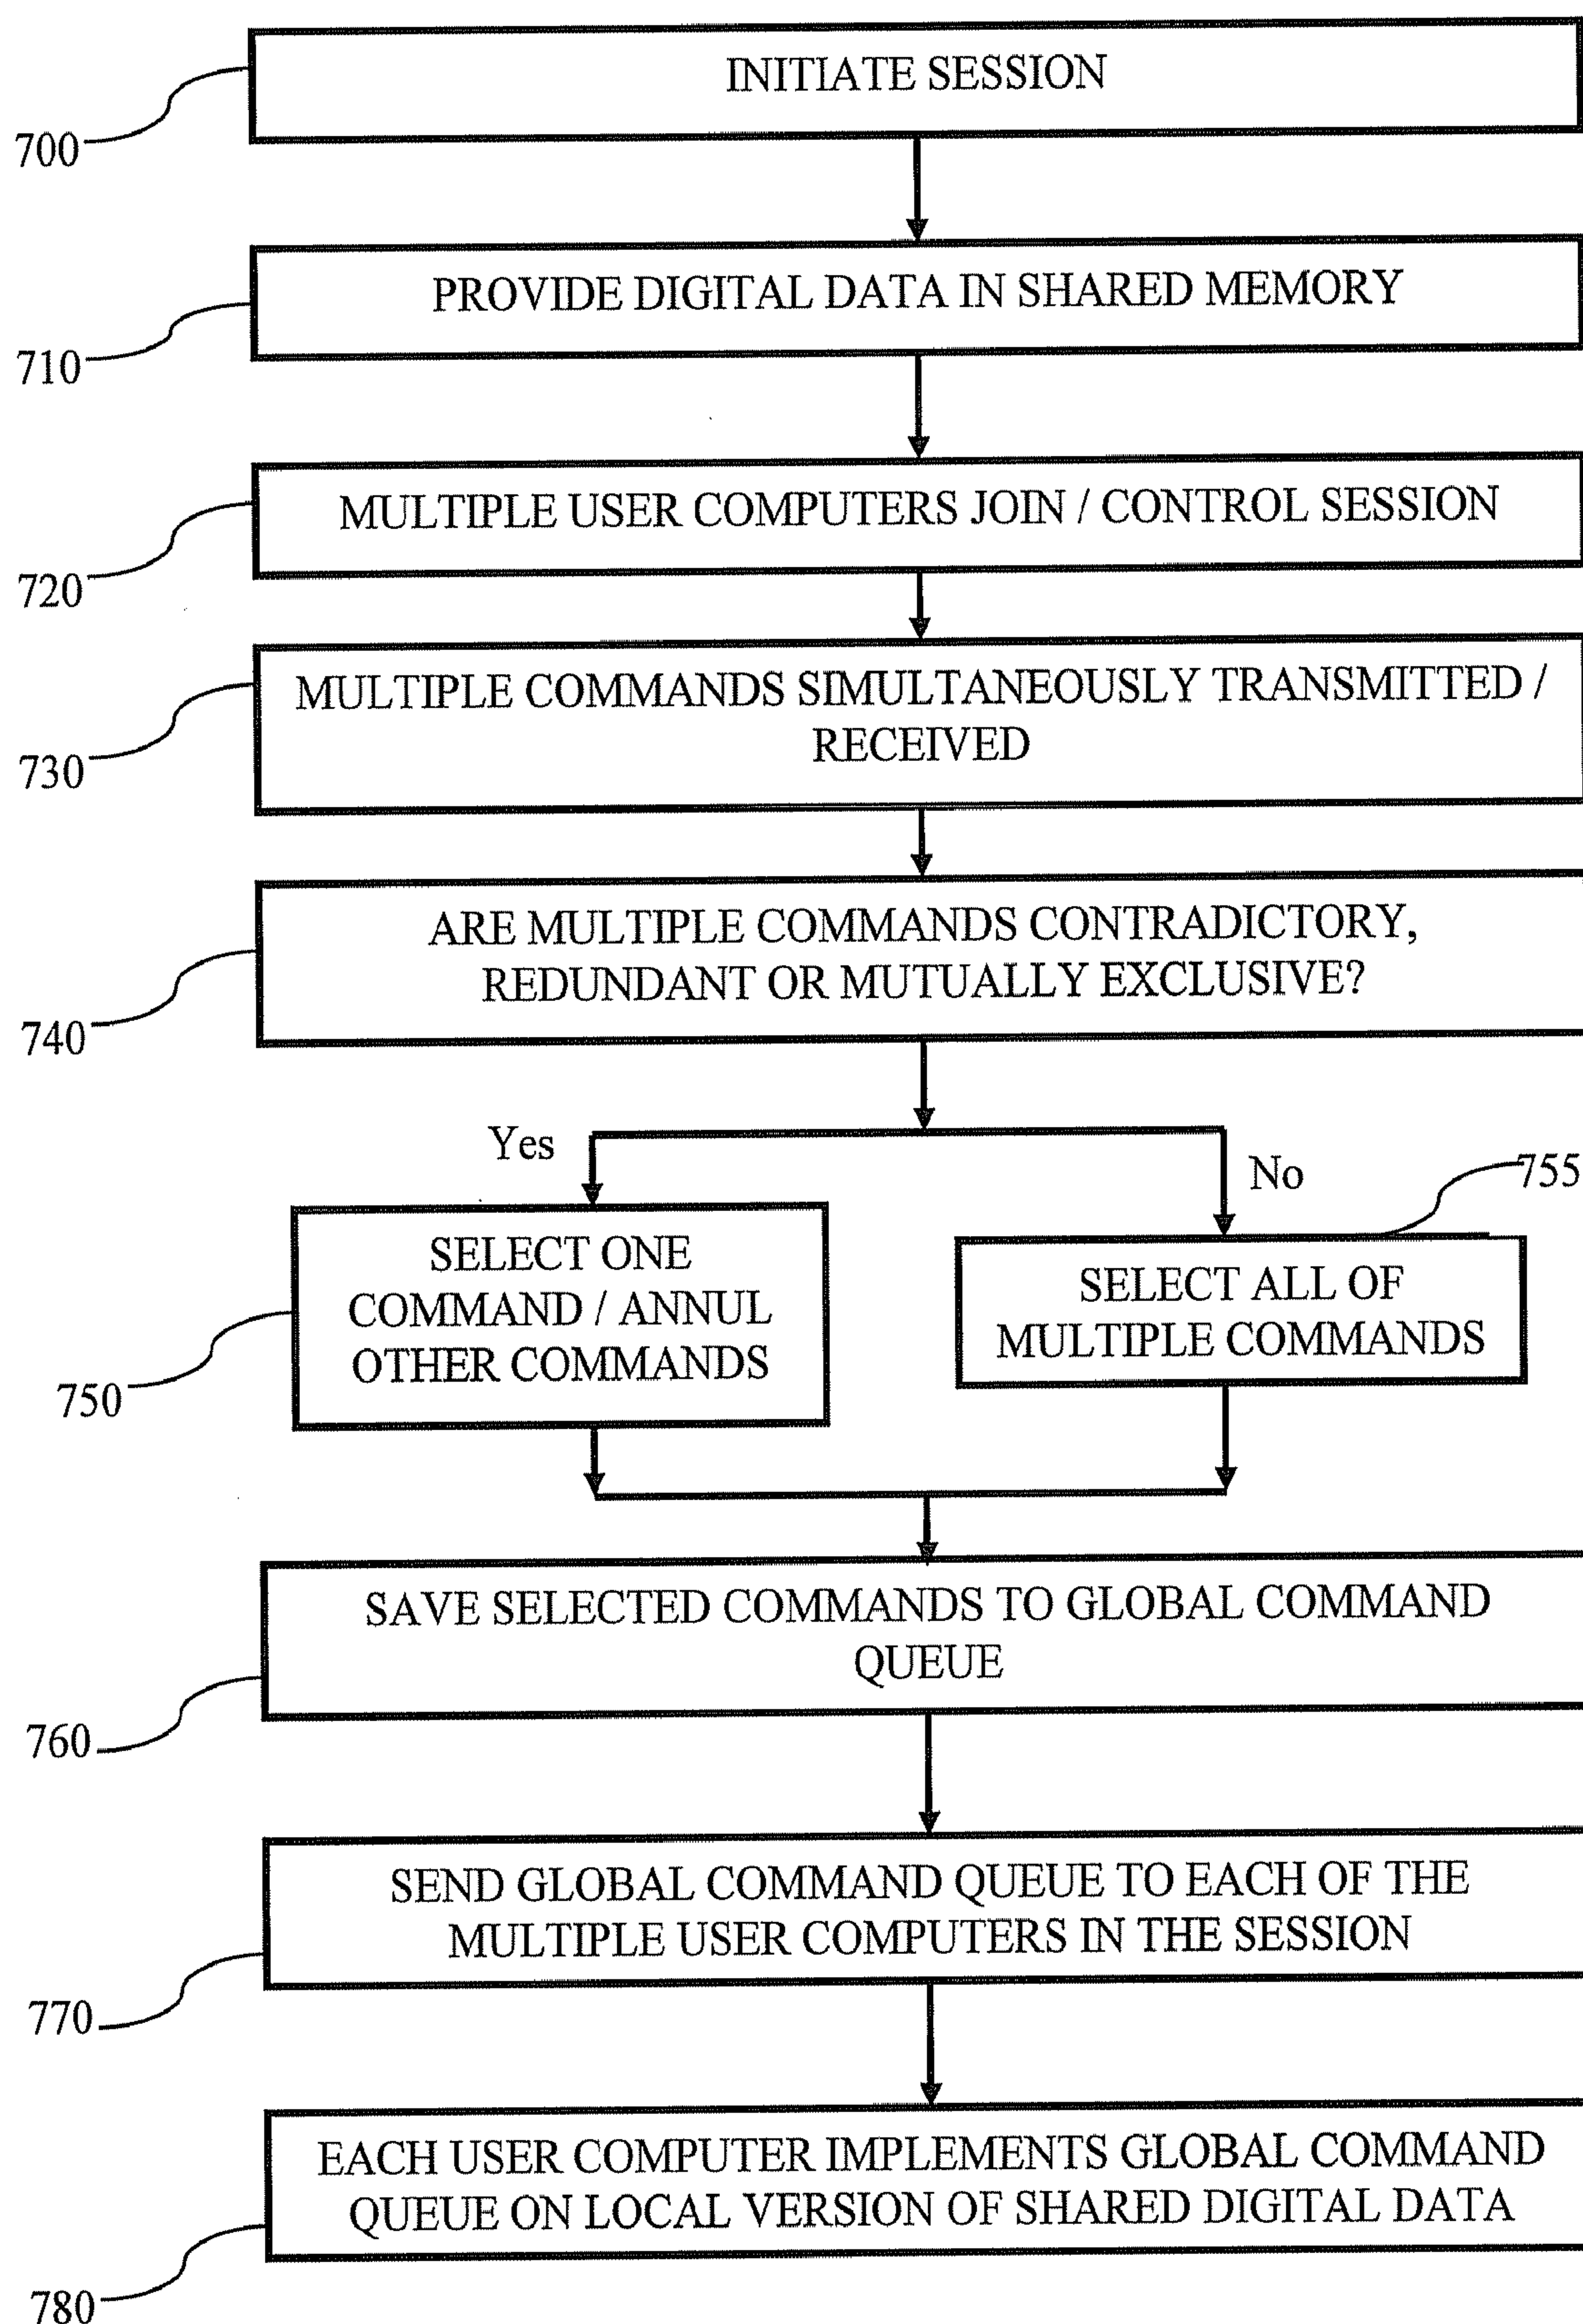 INITIATE SESSION
700
PROVIDE DIGITAL DATA IN SHARED MEMORY
710
MULTIPLE USER COMPUTERS JOIN / CONTROL SESSION
720
MULTIPLE COMMANDS SIMULTANEOUSLY TRANSMITTED /
RECEIVED
730
ARE MULTIPLE COMMANDS CONTRADICTORY,
REDUNDANT OR MUTUALLY EXCLUSIVE?
740
Yes
No
755
SELECT ONE
COMMAND / ANNUL
OTHER COMMANDS
750
SELECT ALL OF
MULTIPLE COMMANDS
SAVE SELECTED COMMANDS TO GLOBAL COMMAND
QUEUE
760
SEND GLOBAL COMMAND QUEUE TO EACH OF THE
MULTIPLE USER COMPUTERS IN THE SESSION
770
EACH USER COMPUTER IMPLEMENTS GLOBAL COMMAND
QUEUE ON LOCAL VERSION OF SHARED DIGITAL DATA
780